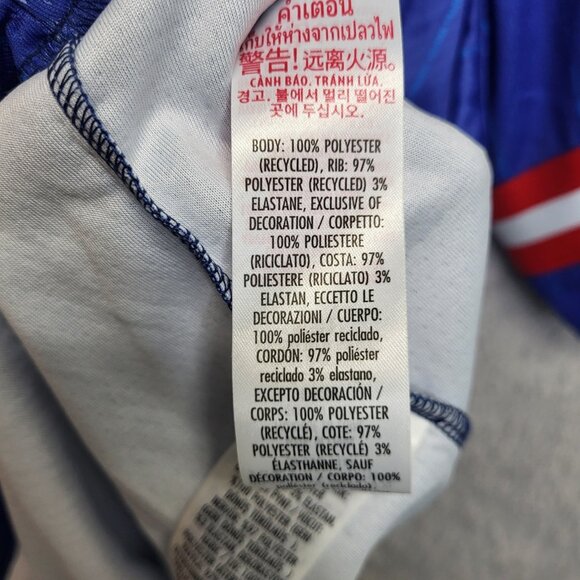 คำเตือน
เก็บให้ห่างจากเปลวไฟ
警告! 远离火源。
CẢNH BÁO. TRÁNH LỬA.
경고. 불에서 멀리 떨어진
곳에 두십시오.
BODY: 100% POLYESTER
(RECYCLED), RIB: 97%
POLYESTER (RECYCLED) 3%
ELASTANE, EXCLUSIVE OF
DECORATION / CORPETTO:
100% POLIESTERE
(RICICLATO), COSTA: 97%
POLIESTERE (RICICLATO) 3%
ELASTAN, ECCETTO LE
DECORAZIONI / CUERPO:
100% poliéster reciclado,
CORDÓN: 97% poliéster
reciclado 3% elastano,
EXCEPTO DECORACIÓN /
CORPS: 100% POLYESTER
(RECYCLÉ), COTE: 97%
POLYESTER (RECYCLÉ) 3%
ÉLASTHANNE, SAUF
DÉCORATION / CORPO: 100%